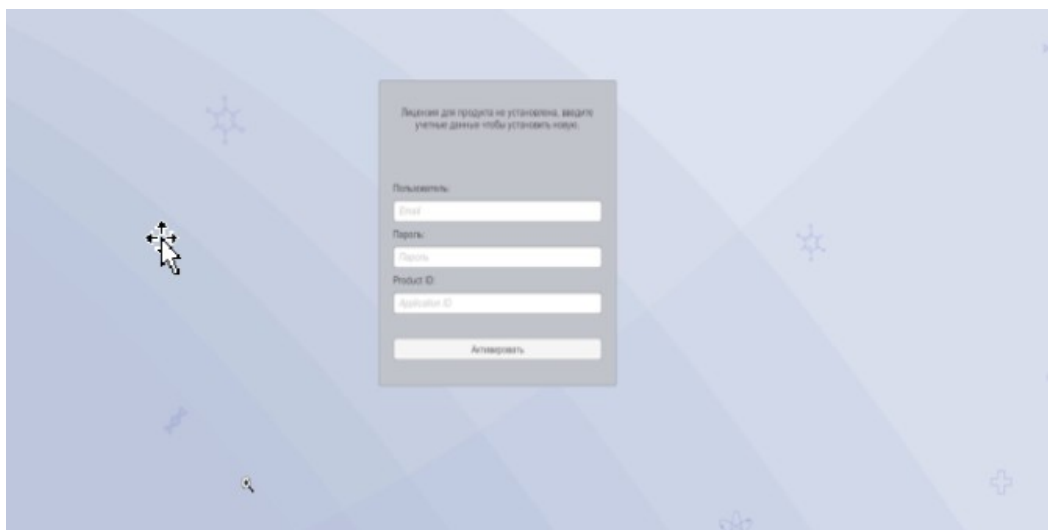 Лицензия для продукта не установлена, введите
учетные данные чтобы установить новую.
Пользователь:
Email
Пароль:
Пароль
Product ID:
Application ID
Активировать